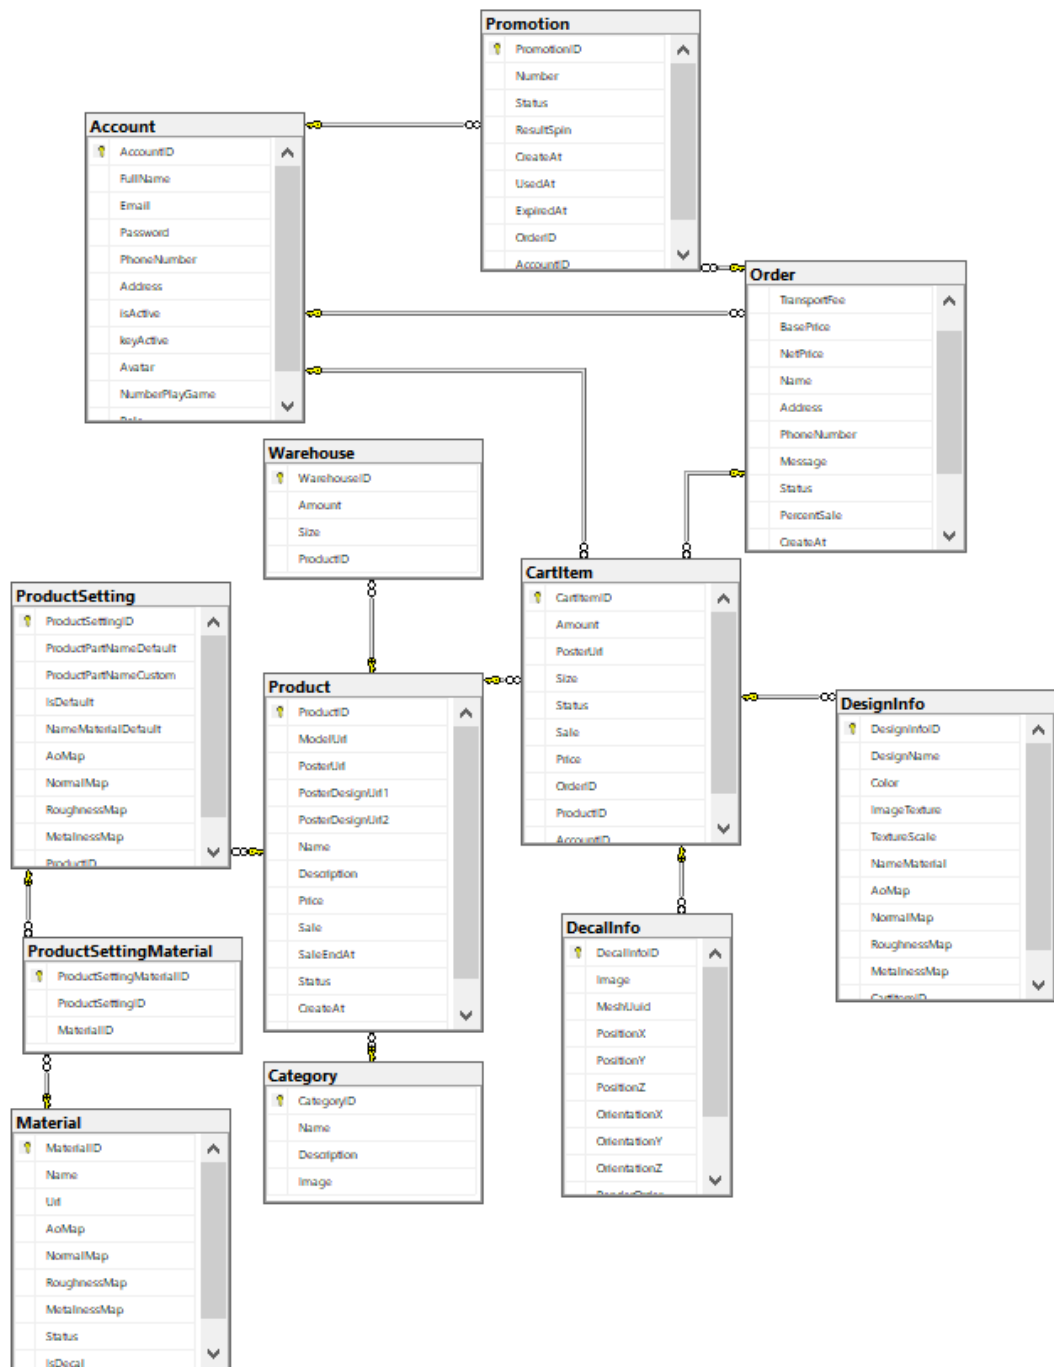 Promotion
PromotionID
Number
Status
ResultSpin
CreateAt
UsedAt
ExpiredAt
OrderID
AccountID
Account
AccountID
FullName
Email
Password
PhoneNumber
Address
isActive
keyActive
Avatar
NumberPlayGame
Role
Order
TransportFee
BasePrice
NetPrice
Name
Address
PhoneNumber
Message
Status
PercentSale
CreateAt
Warehouse
WarehouseID
Amount
Size
ProductID
CartItem
CartItemID
Amount
PosterUrl
Size
Status
Sale
Price
OrderID
ProductID
AccountID
ProductSetting
ProductSettingID
ProductPartNameDefault
ProductPartNameCustom
IsDefault
NameMaterialDefault
AoMap
NormalMap
RoughnessMap
MetalnessMap
ProductID
Product
ProductID
ModelUrl
PosterUrl
PosterDesignUrl1
PosterDesignUrl2
Name
Description
Price
Sale
SaleEndAt
Status
CreateAt
DesignInfo
DesignInfoID
DesignName
Color
ImageTexture
TextureScale
NameMaterial
AoMap
NormalMap
RoughnessMap
MetalnessMap
CartItemID
DecalInfo
DecalInfoID
Image
MeshUuid
PositionX
PositionY
PositionZ
OrientationX
OrientationY
OrientationZ
RenderOrder
ProductSettingMaterial
ProductSettingMaterialID
ProductSettingID
MaterialID
Category
CategoryID
Name
Description
Image
Material
MaterialID
Name
Url
AoMap
NormalMap
RoughnessMap
MetalnessMap
Status
IsDecal